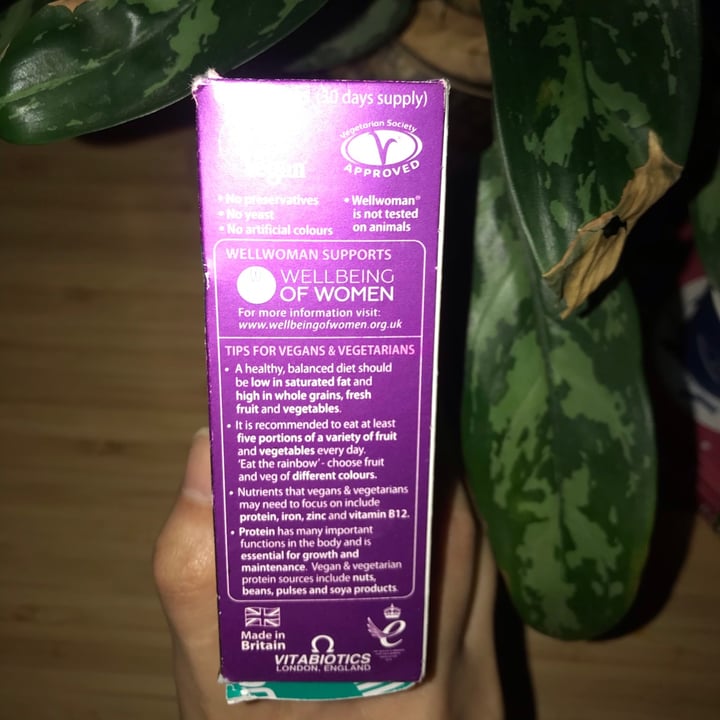 (30 days supply)
Vegetarian Society
APPROVED
• No preservatives
• No yeast
• No artificial colours
• Wellwoman®
is not tested
on animals
WELLWOMAN SUPPORTS
WELLBEING
OF WOMEN
For more information visit:
www.wellbeingofwomen.org.uk
TIPS FOR VEGANS & VEGETARIANS
• A healthy, balanced diet should
be low in saturated fat and
high in whole grains, fresh
fruit and vegetables.
• It is recommended to eat at least
five portions of a variety of fruit
and vegetables every day.
'Eat the rainbow' - choose fruit
and veg of different colours.
• Nutrients that vegans & vegetarians
may need to focus on include
protein, iron, zinc and vitamin B12.
• Protein has many important
functions in the body and is
essential for growth and
maintenance. Vegan & vegetarian
protein sources include nuts,
beans, pulses and soya products.
Made in
Britain
VITABIOTICS
LONDON, ENGLAND